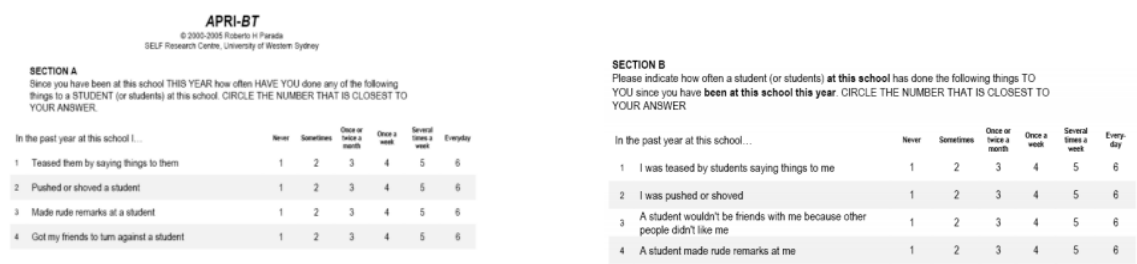 APRI-BT
© 2000-2005 Roberto H Parada
SELF Research Centre, University of Western Sydney
SECTION A
Since you have been at this school THIS YEAR how often HAVE YOU done any of the following
things to a STUDENT (or students) at this school. CIRCLE THE NUMBER THAT IS CLOSEST TO
YOUR ANSWER.
In the past year at this school I... Never Sometimes Once or twice a month Once a week Several times a week Everyday
1 Teased them by saying things to them 1 2 3 4 5 6
2 Pushed or shoved a student 1 2 3 4 5 6
3 Made rude remarks at a student 1 2 3 4 5 6
4 Got my friends to turn against a student 1 2 3 4 5 6
SECTION B
Please indicate how often a student (or students) at this school has done the following things TO
YOU since you have been at this school this year. CIRCLE THE NUMBER THAT IS CLOSEST TO
YOUR ANSWER
In the past year at this school... Never Sometimes Once or twice a month Once a week Several times a week Every-day
1 I was teased by students saying things to me 1 2 3 4 5 6
2 I was pushed or shoved 1 2 3 4 5 6
3 A student wouldn't be friends with me because other
people didn't like me 1 2 3 4 5 6
4 A student made rude remarks at me 1 2 3 4 5 6